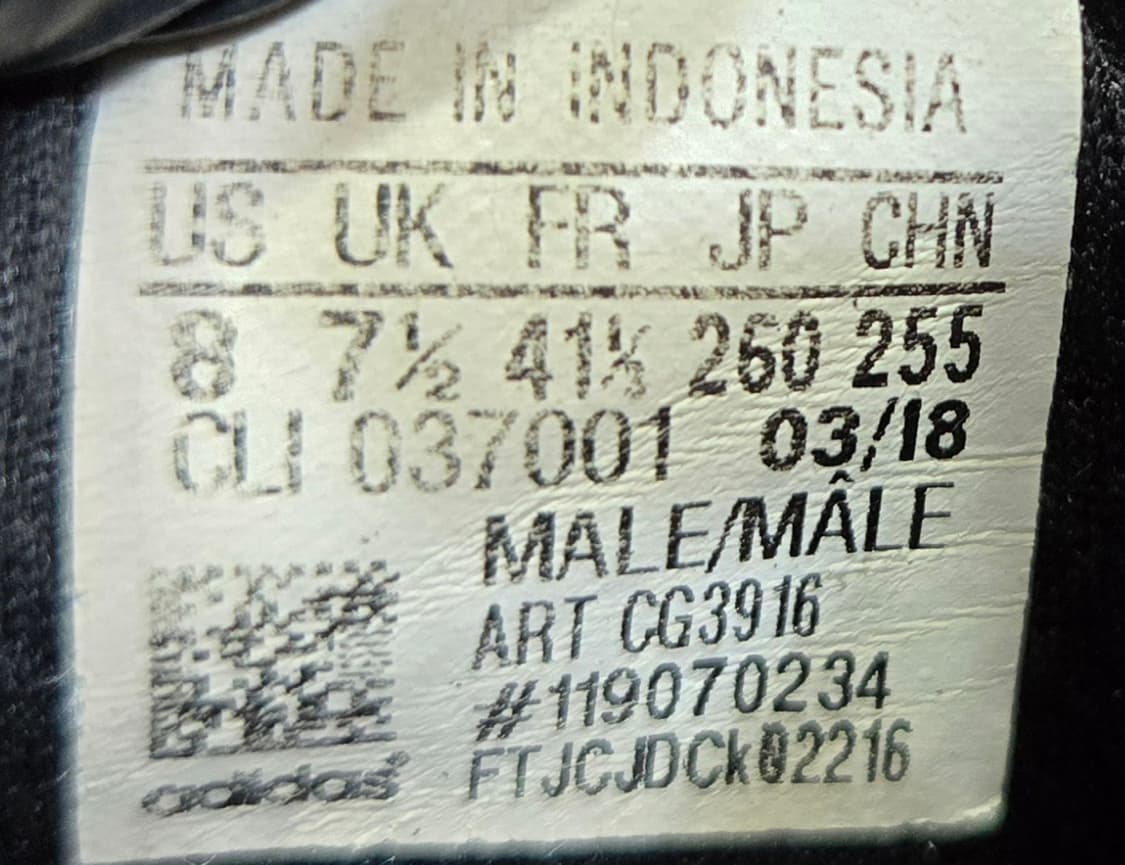 MADE IN INDONESIA
US UK FR JP CHN
8 7½ 41⅓ 260 255
CLI 037001 03/18
MALE/MÂLE
ART CG3916
#119070234
FTJCJDCk02216
adidas